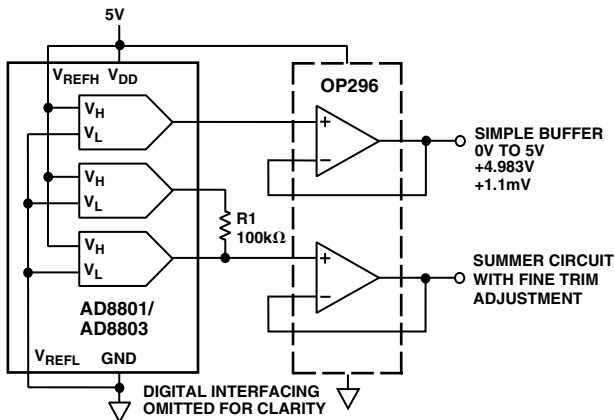 5V
VREFH VDD
OP296
VH
VL
+
−
SIMPLE BUFFER
0V TO 5V
+4.983V
+1.1mV
VH
VL
R1
100kΩ
VH
VL
+
−
SUMMER CIRCUIT
WITH FINE TRIM
ADJUSTMENT
AD8801/
AD8803
VREFL GND
DIGITAL INTERFACING
OMITTED FOR CLARITY